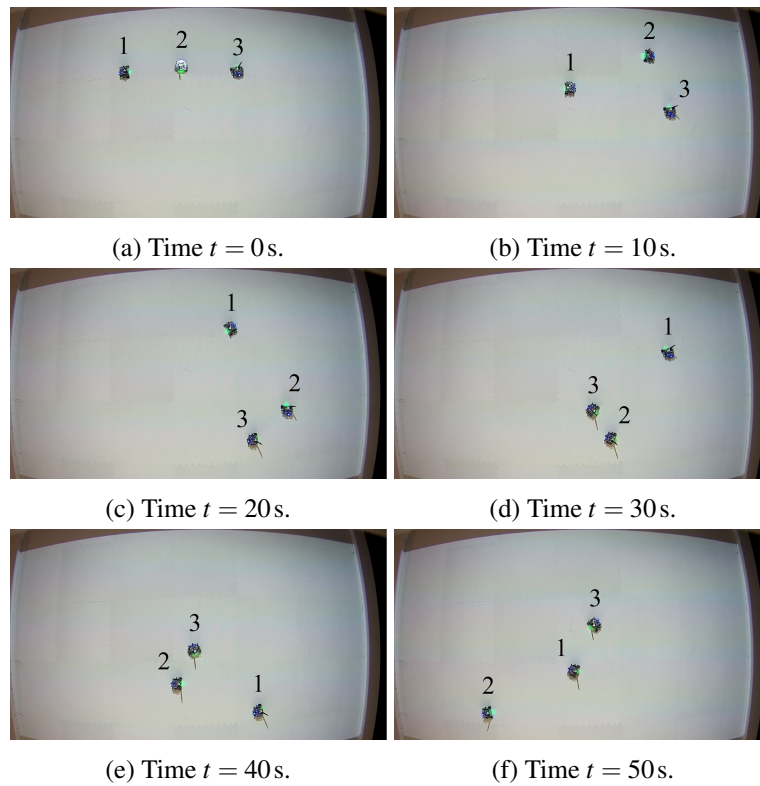 1 2 3
(a) Time t = 0 s.
1 2 3
(b) Time t = 10 s.
1 2 3
(c) Time t = 20 s.
1 3 2
(d) Time t = 30 s.
3 2 1
(e) Time t = 40 s.
3 1 2
(f) Time t = 50 s.